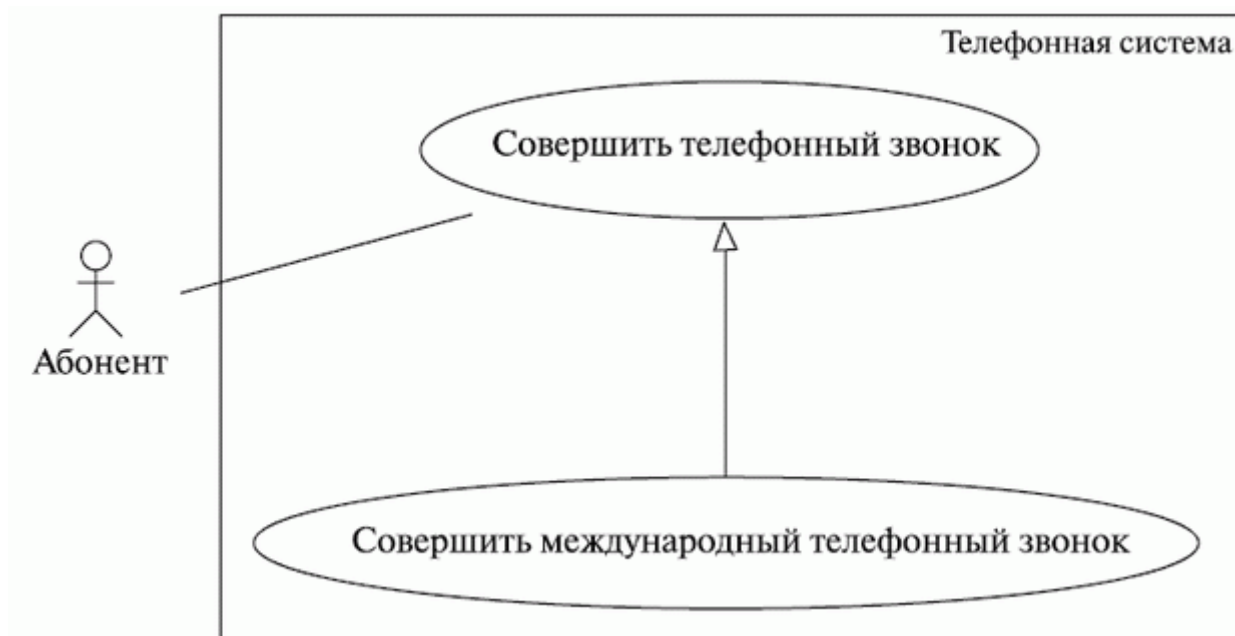 Телефонная система
Совершить телефонный звонок
Абонент
Совершить международный телефонный звонок